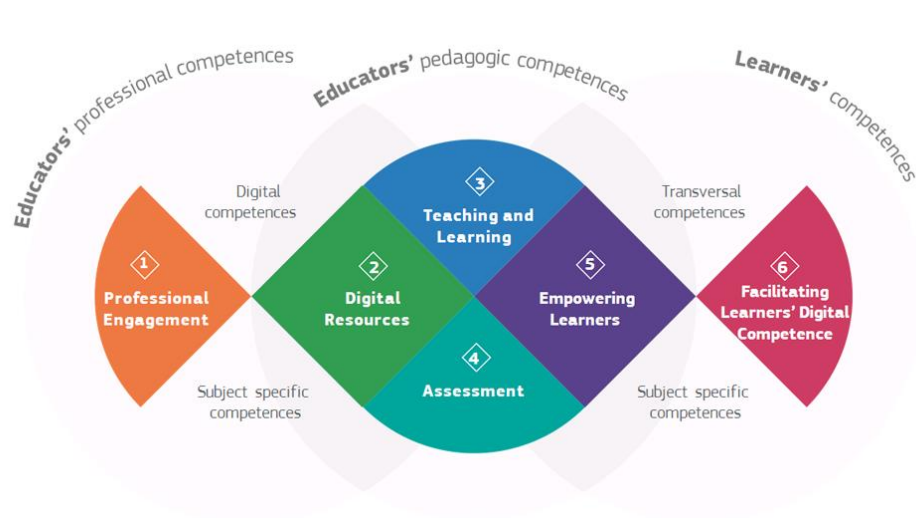 Educators' professional competences
Educators' pedagogic competences
Learners' competences
Digital
competences
Transversal
competences
1
Professional
Engagement
2
Digital
Resources
3
Teaching and
Learning
4
Assessment
5
Empowering
Learners
6
Facilitating
Learners' Digital
Competence
Subject specific
competences
Subject specific
competences